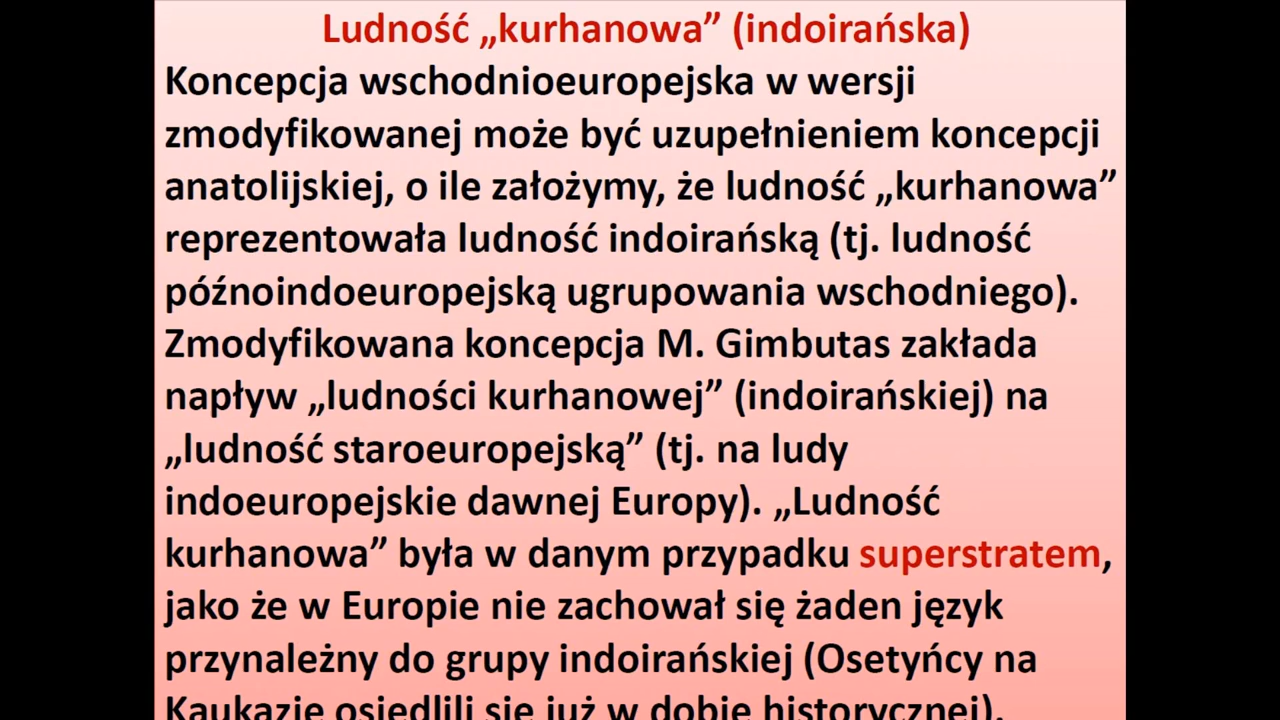 Ludność „kurhanowa” (indoirańska)
Koncepcja wschodnioeuropejska w wersji
zmodyfikowanej może być uzupełnieniem koncepcji
anatolijskiej, o ile założymy, że ludność „kurhanowa”
reprezentowała ludność indoirańską (tj. ludność
późnoindoeuropejską ugrupowania wschodniego).
Zmodyfikowana koncepcja M. Gimbutas zakłada
napływ „ludności kurhanowej” (indoirańskiej) na
„ludność staroeuropejską” (tj. na ludy
indoeuropejskie dawnej Europy). „Ludność
kurhanowa” była w danym przypadku superstratem,
jako że w Europie nie zachował się żaden język
przynależny do grupy indoirańskiej (Osetyńcy na
Kaukazie osiedlili się już w dobie historycznej).